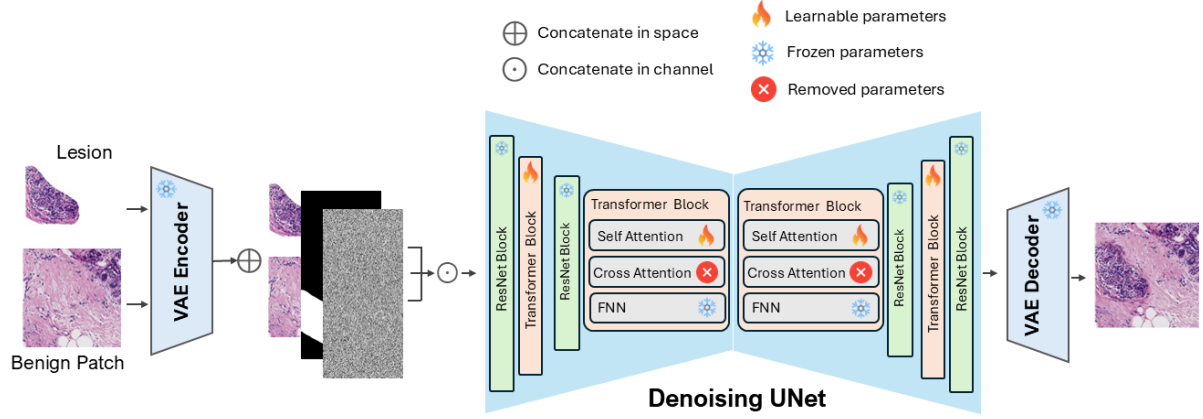 Concatenate in space
Concatenate in channel
Learnable parameters
Frozen parameters
Removed parameters
Lesion
Benign Patch
VAE Encoder
ResNet Block
Transformer Block
ResNet Block
Transformer Block
Self Attention
Cross Attention
FNN
Transformer Block
Self Attention
Cross Attention
FNN
ResNet Block
Transformer Block
ResNet Block
Denoising UNet
VAE Decoder